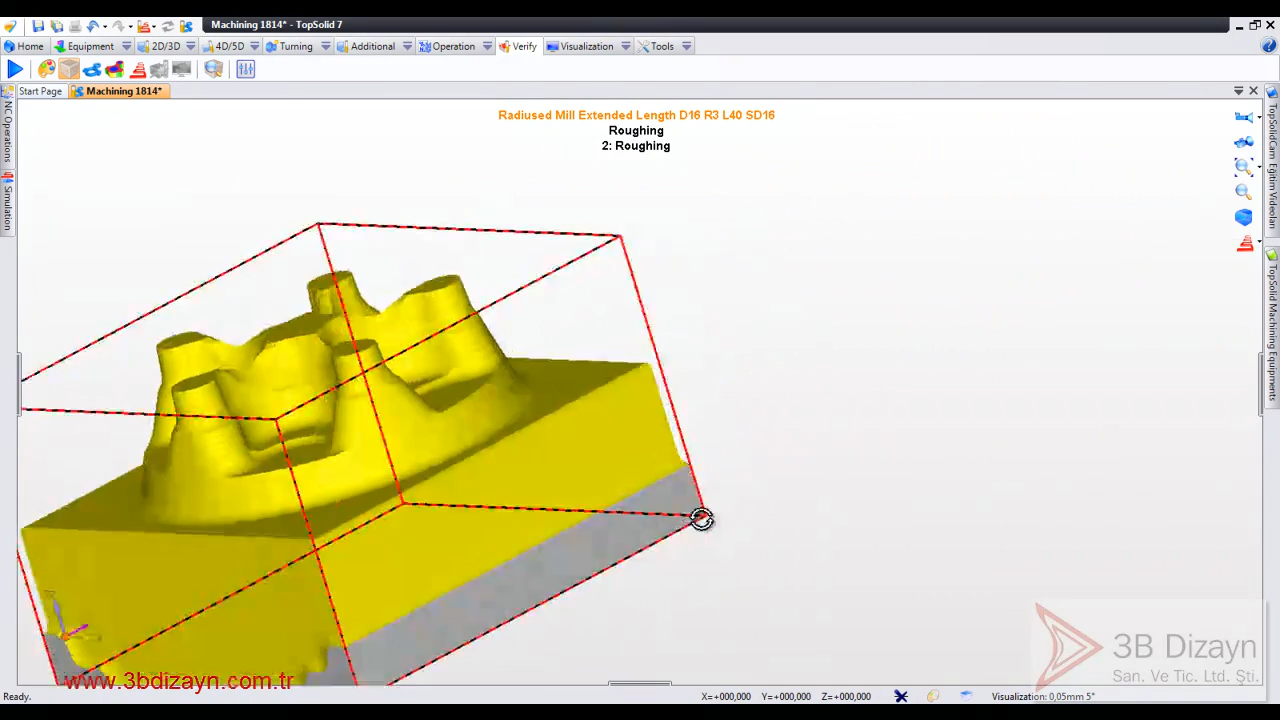 Machining 1814* - TopSolid 7
Home Equipment 2D/3D 4D/5D Turning Additional Operation Verify Visualization Tools
Start Page Machining 1814*
NC Operations
Simulation
Radiused Mill Extended Length D16 R3 L40 SD16
Roughing
2: Roughing
TopSolidCam Eğitim Videoları
TopSolid Machining Equipments
3B Dizayn
San. Ve Tic. Ltd. Şti.
www.3bdizayn.com.tr
Ready. X=+000,000 Y=+000,000 Z=+000,000 Visualization: 0,05mm 5°